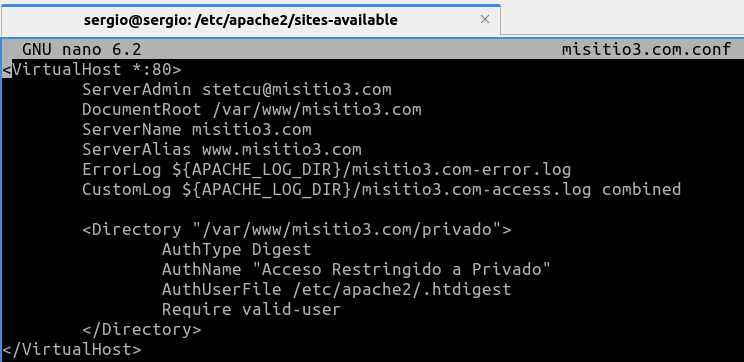 sergio@sergio: /etc/apache2/sites-available
GNU nano 6.2 misitio3.com.conf
<VirtualHost *:80>
ServerAdmin stetcu@misitio3.com
DocumentRoot /var/www/misitio3.com
ServerName misitio3.com
ServerAlias www.misitio3.com
ErrorLog ${APACHE_LOG_DIR}/misitio3.com-error.log
CustomLog ${APACHE_LOG_DIR}/misitio3.com-access.log combined
<Directory "/var/www/misitio3.com/privado">
AuthType Digest
AuthName "Acceso Restringido a Privado"
AuthUserFile /etc/apache2/.htdigest
Require valid-user
</Directory>
</VirtualHost>